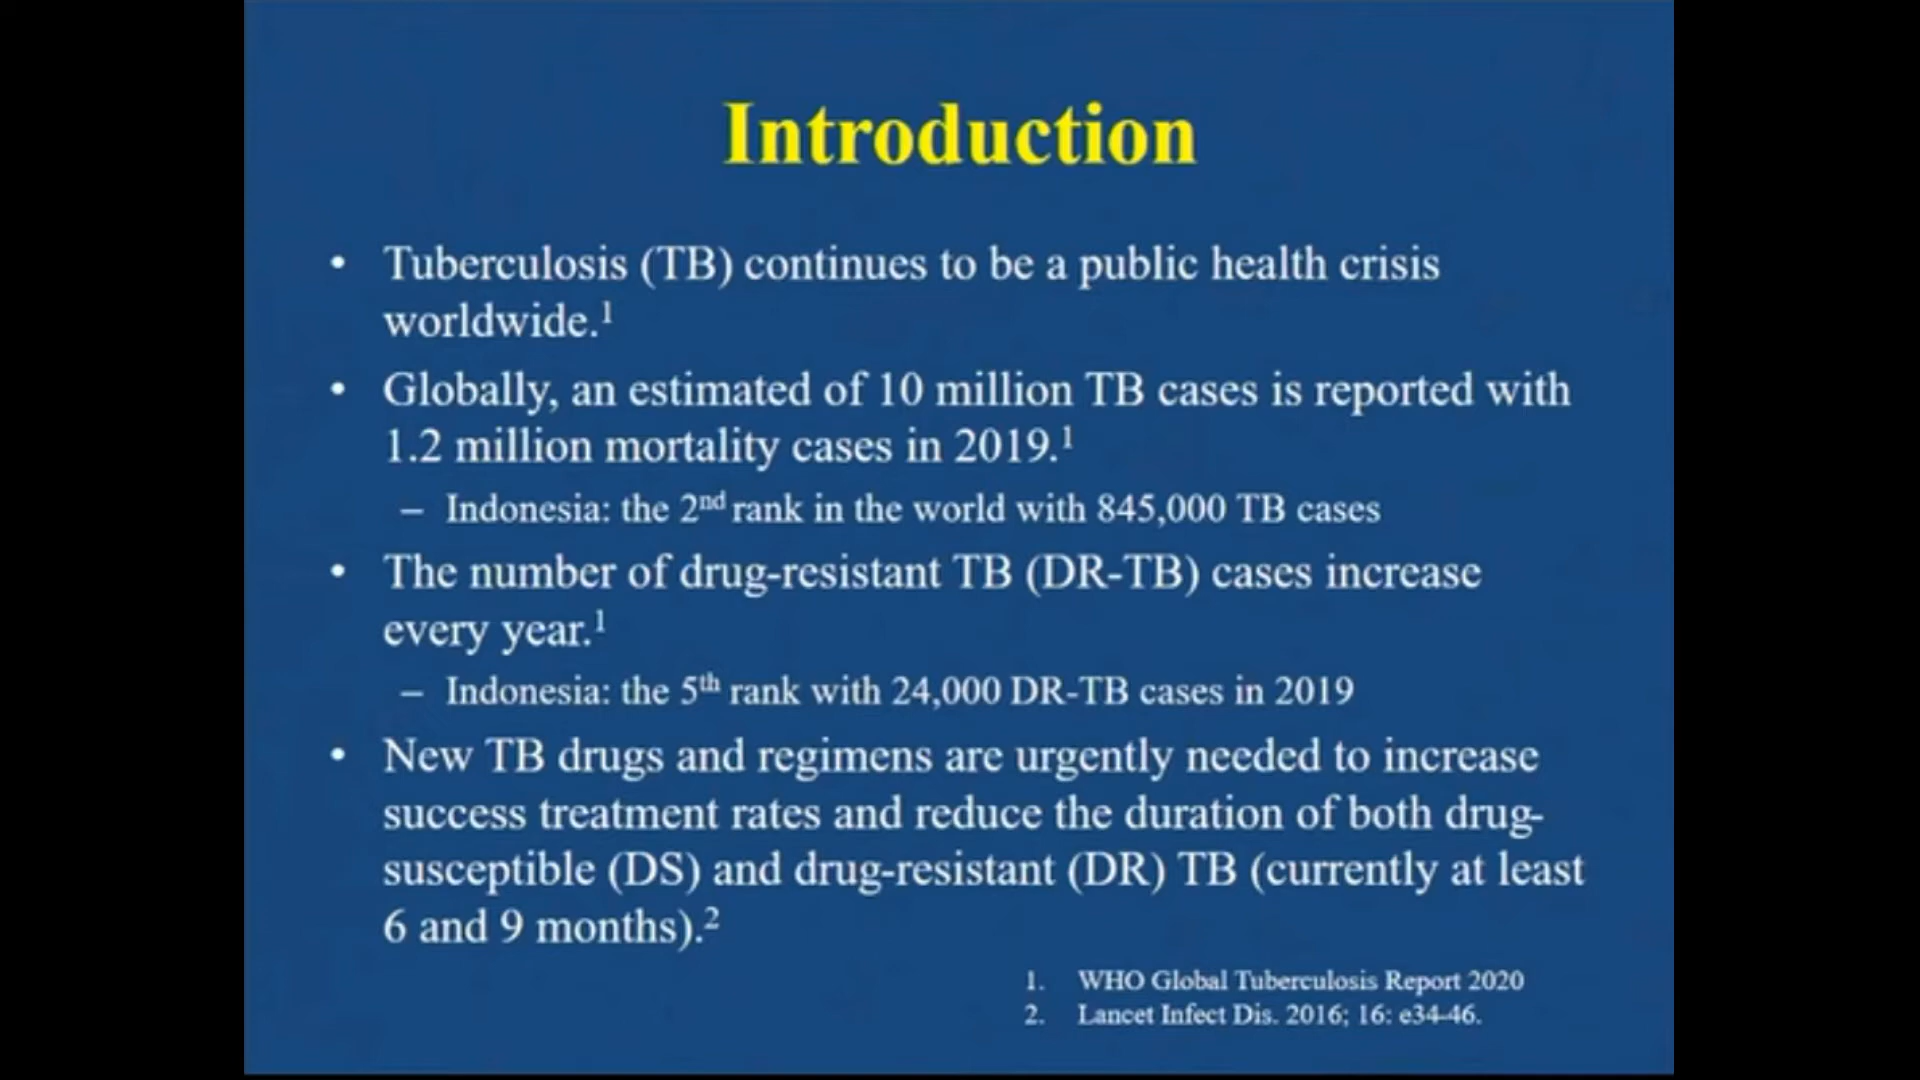 Introduction
• Tuberculosis (TB) continues to be a public health crisis
worldwide.¹
• Globally, an estimated of 10 million TB cases is reported with
1.2 million mortality cases in 2019.¹
– Indonesia: the 2ⁿᵈ rank in the world with 845,000 TB cases
• The number of drug-resistant TB (DR-TB) cases increase
every year.¹
– Indonesia: the 5ᵗʰ rank with 24,000 DR-TB cases in 2019
• New TB drugs and regimens are urgently needed to increase
success treatment rates and reduce the duration of both drug-
susceptible (DS) and drug-resistant (DR) TB (currently at least
6 and 9 months).²
1. WHO Global Tuberculosis Report 2020
2. Lancet Infect Dis. 2016; 16: e34-46.